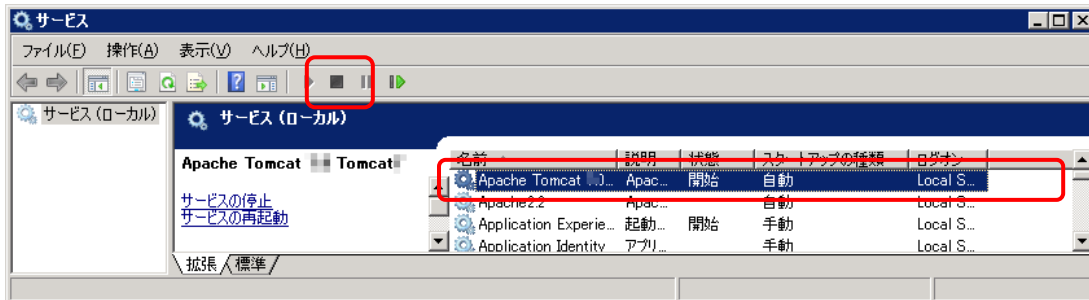 サービス
ファイル(F) 操作(A) 表示(V) ヘルプ(H)
サービス (ローカル)
サービス (ローカル)
Apache Tomcat Tomcat
サービスの停止
サービスの再起動
名前 説明 状態 スタートアップの種類 ログオン
Apache Tomcat Apac... 開始 自動 Local S...
Apache2.2 Apac... 自動 Local S...
Application Experie... 起動... 開始 手動 Local S...
Application Identity アプリ... 手動 Local S...
拡張 標準